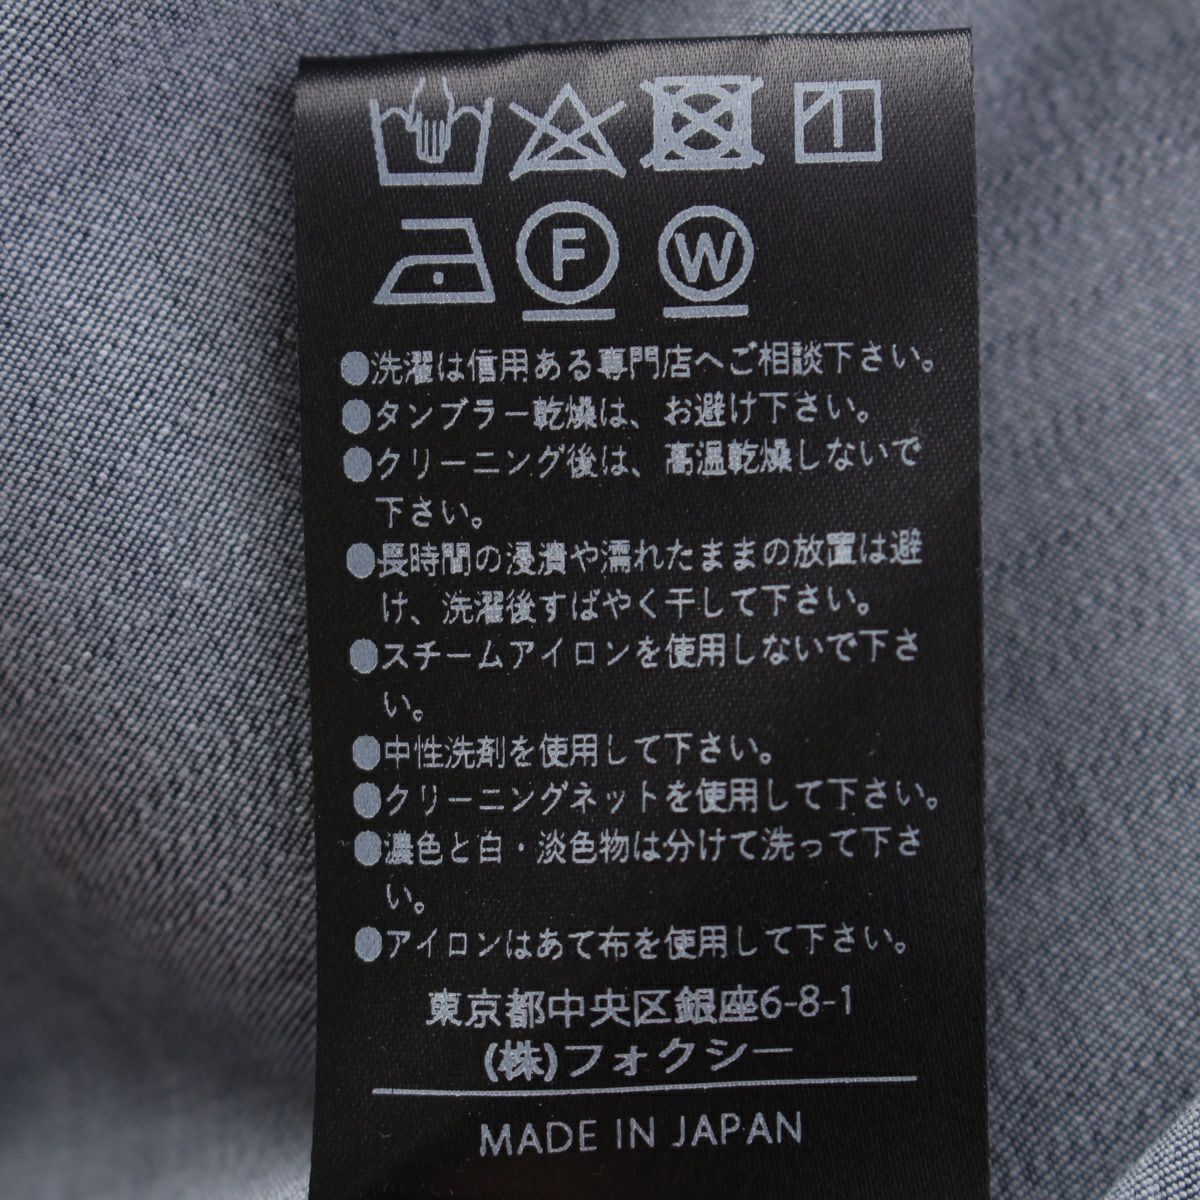 F W
●洗濯は信用ある専門店へご相談下さい。
●タンブラー乾燥は、お避け下さい。
●クリーニング後は、高温乾燥しないで
下さい。
●長時間の浸漬や濡れたままの放置は避
け、洗濯後すばやく干して下さい。
●スチームアイロンを使用しないで下さ
い。
●中性洗剤を使用して下さい。
●クリーニングネットを使用して下さい。
●濃色と白・淡色物は分けて洗って下さ
い。
●アイロンはあて布を使用して下さい。
東京都中央区銀座6-8-1
(株)フォクシー
MADE IN JAPAN